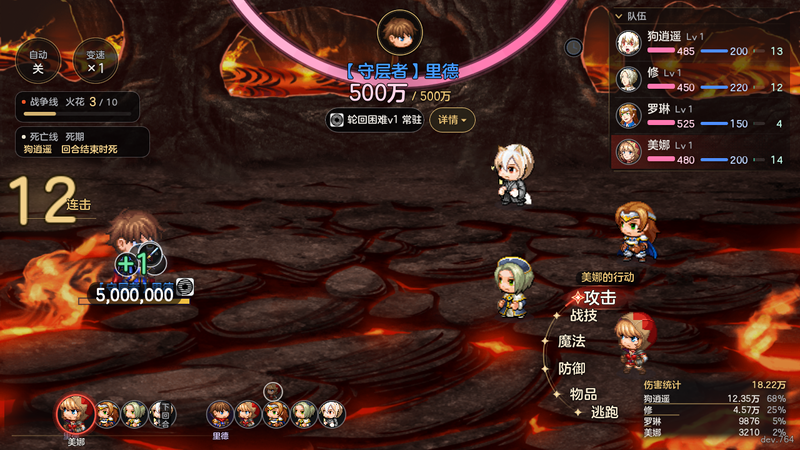 自动
关
变速
×1
战争线 火花 3 / 10
死亡线 死期
狗逍遥 回合结束时死
12
连击
【守层者】里德
500万 / 500万
轮回困难v1 常驻
详情
队伍
狗逍遥 Lv 1
485 200 13
修 Lv 1
450 220 12
罗琳 Lv 1
525 150 4
美娜 Lv 1
480 200 14
+1
5,000,000
美娜的行动
攻击
战技
魔法
防御
物品
逃跑
美娜
下回合
里德
伤害统计 18.22万
狗逍遥 12.35万 68%
修 4.57万 25%
罗琳 9876 5%
美娜 3210 2%
dev.764